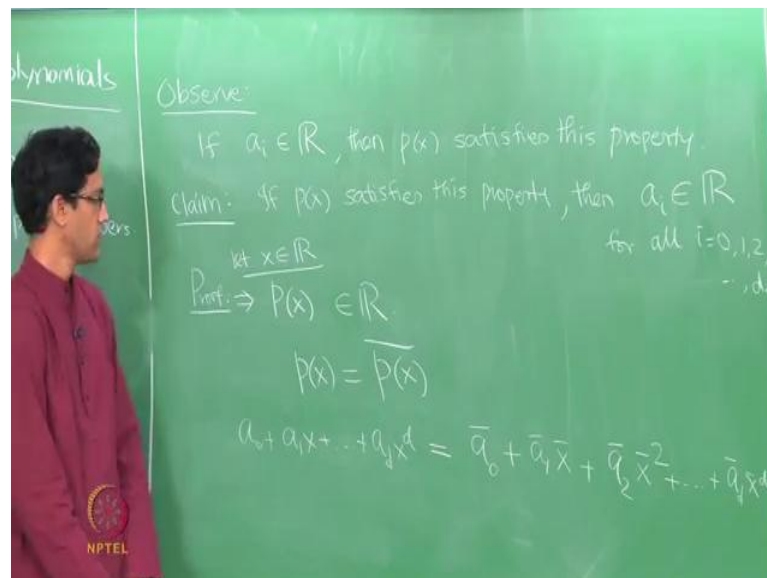 olynomials
Observe:
If aᵢ ∈ ℝ, then p(x) satisfies this property.
Claim: If p(x) satisfies this property, then aᵢ ∈ ℝ
for all i=0,1,2,
..,d.
let x∈ℝ
Proof: ⇒ P(x) ∈ ℝ.
p(x) = \overline{p(x)}
a₀ + a₁x + ... + a_d x^d = ā₀ + ā₁x̄ + ā₂x̄² + ... + ā_d x̄^d
NPTEL